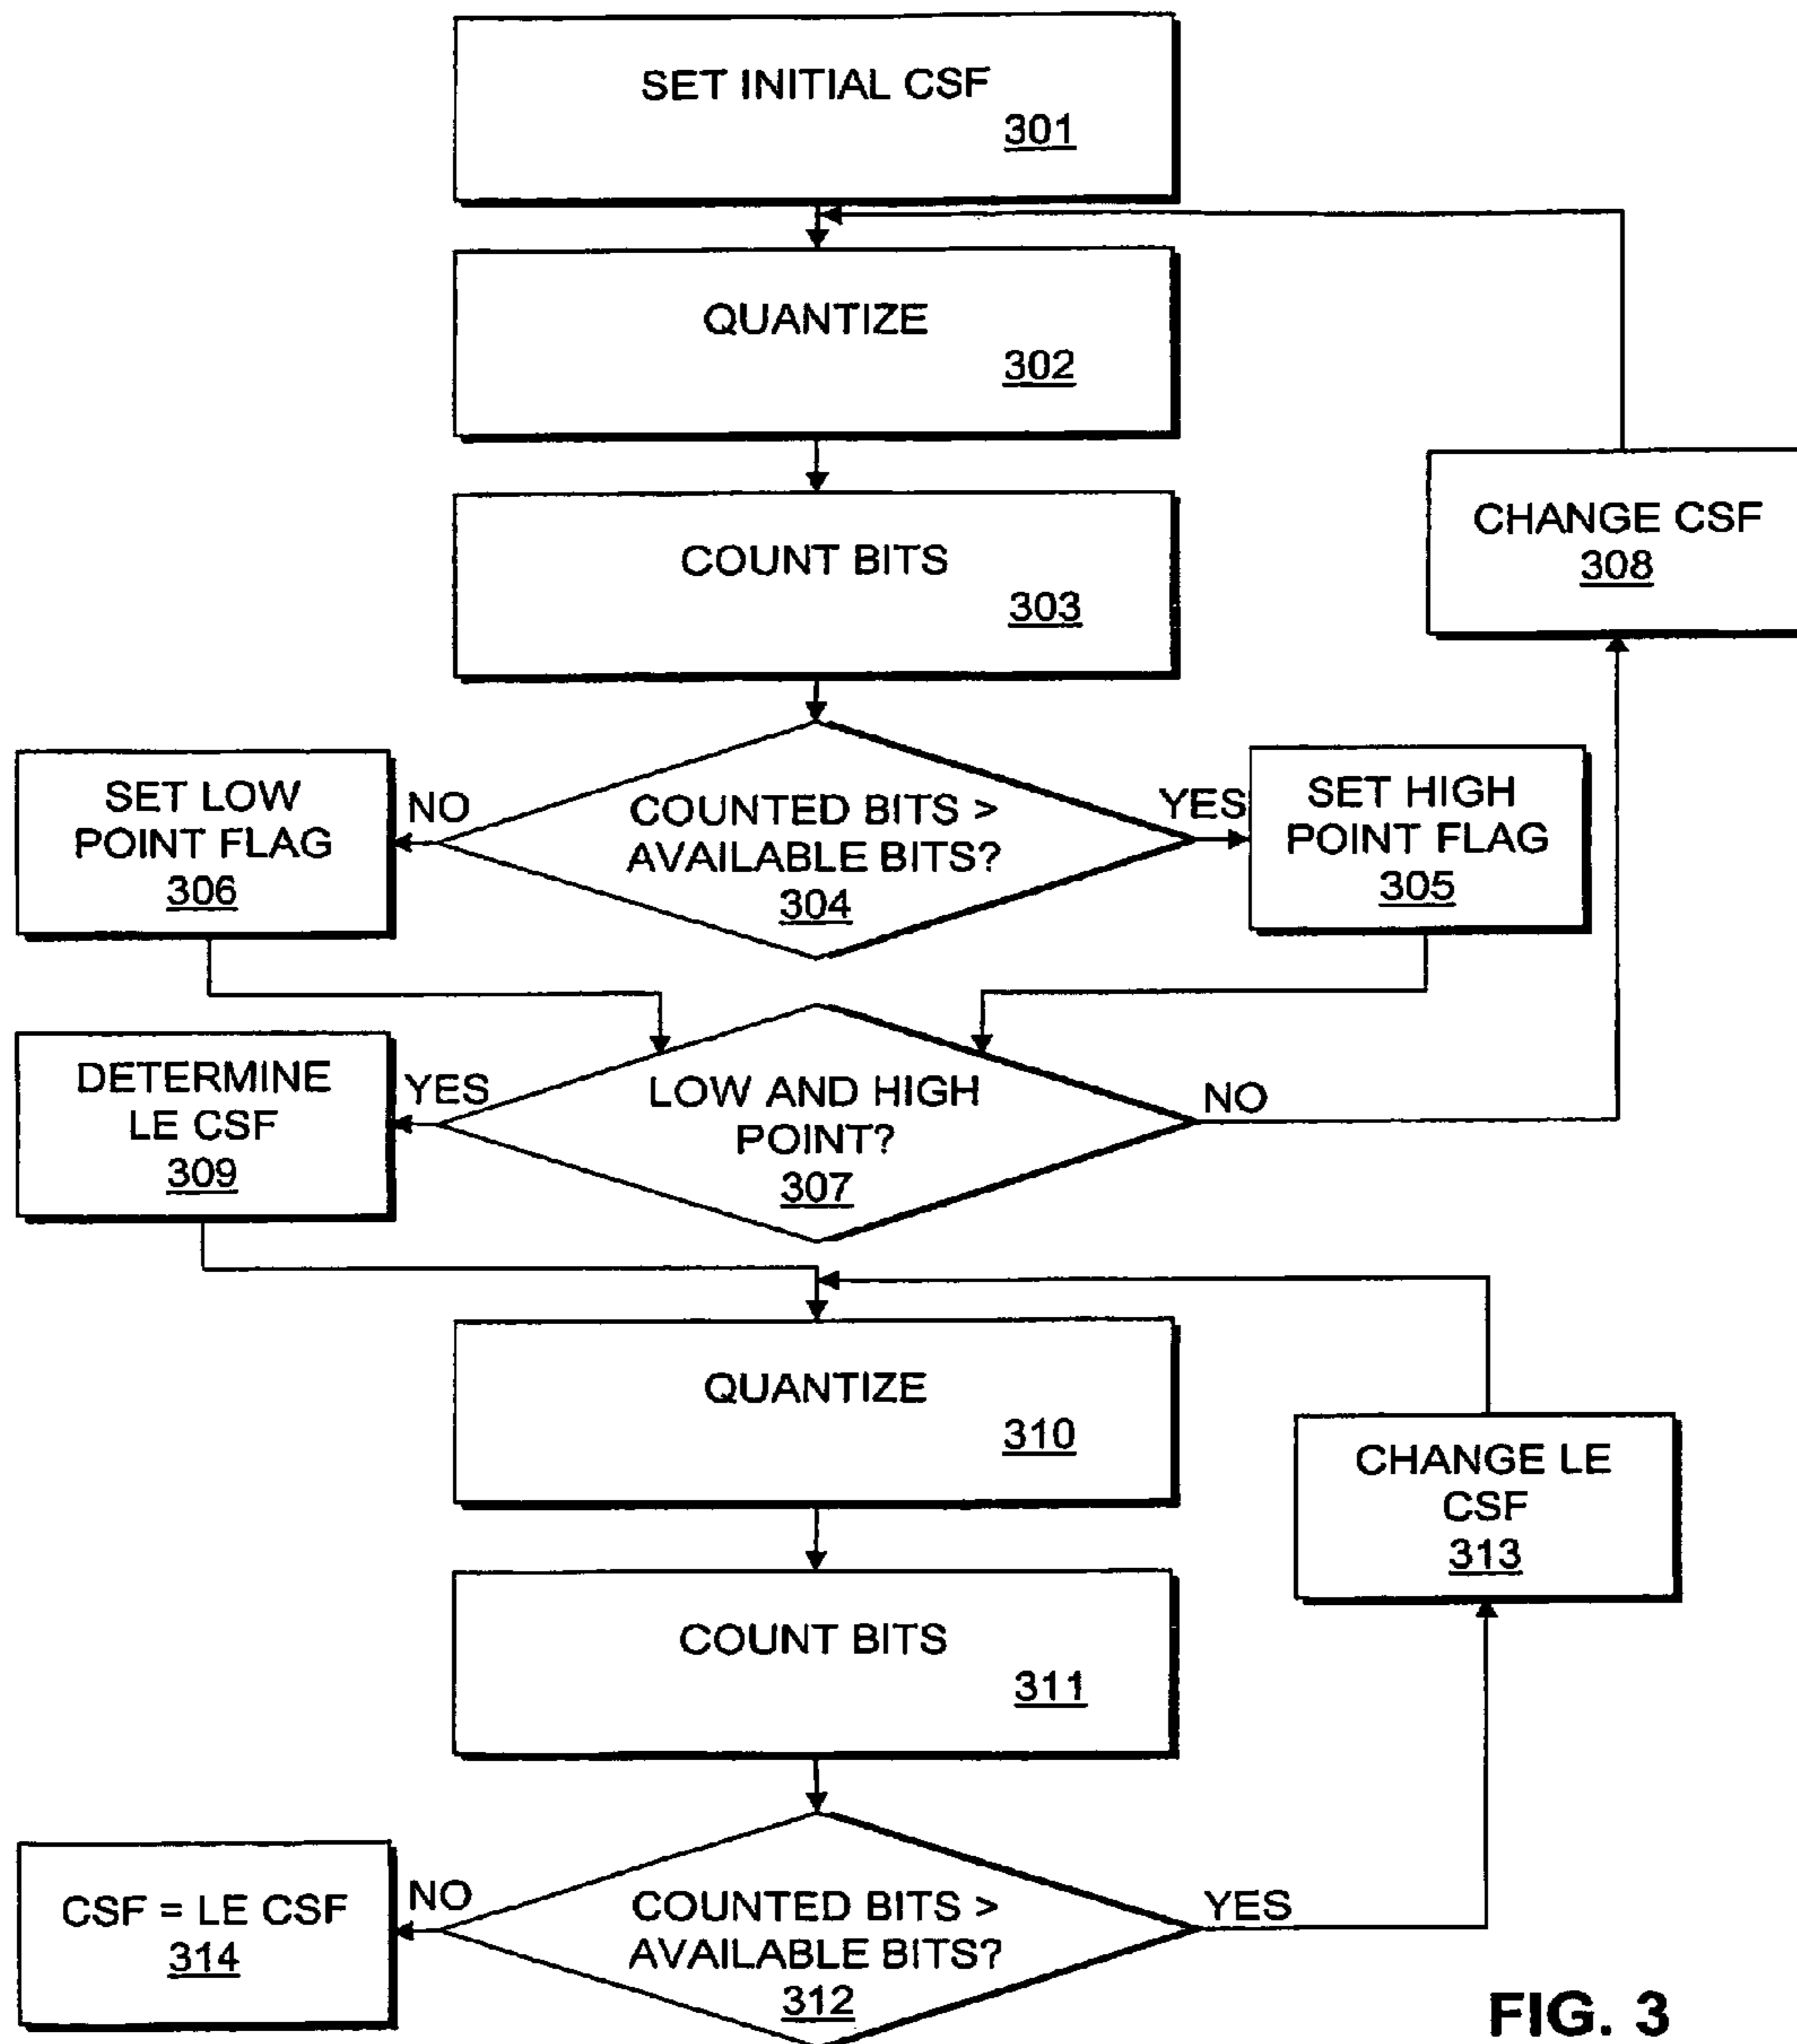 SET INITIAL CSF
301
QUANTIZE
302
COUNT BITS
303
CHANGE CSF
308
SET LOW
POINT FLAG
306
NO
COUNTED BITS >
AVAILABLE BITS?
304
YES
SET HIGH
POINT FLAG
305
DETERMINE
LE CSF
309
YES
LOW AND HIGH
POINT?
307
NO
QUANTIZE
310
CHANGE LE
CSF
313
COUNT BITS
311
CSF = LE CSF
314
NO
COUNTED BITS >
AVAILABLE BITS?
312
YES
FIG. 3